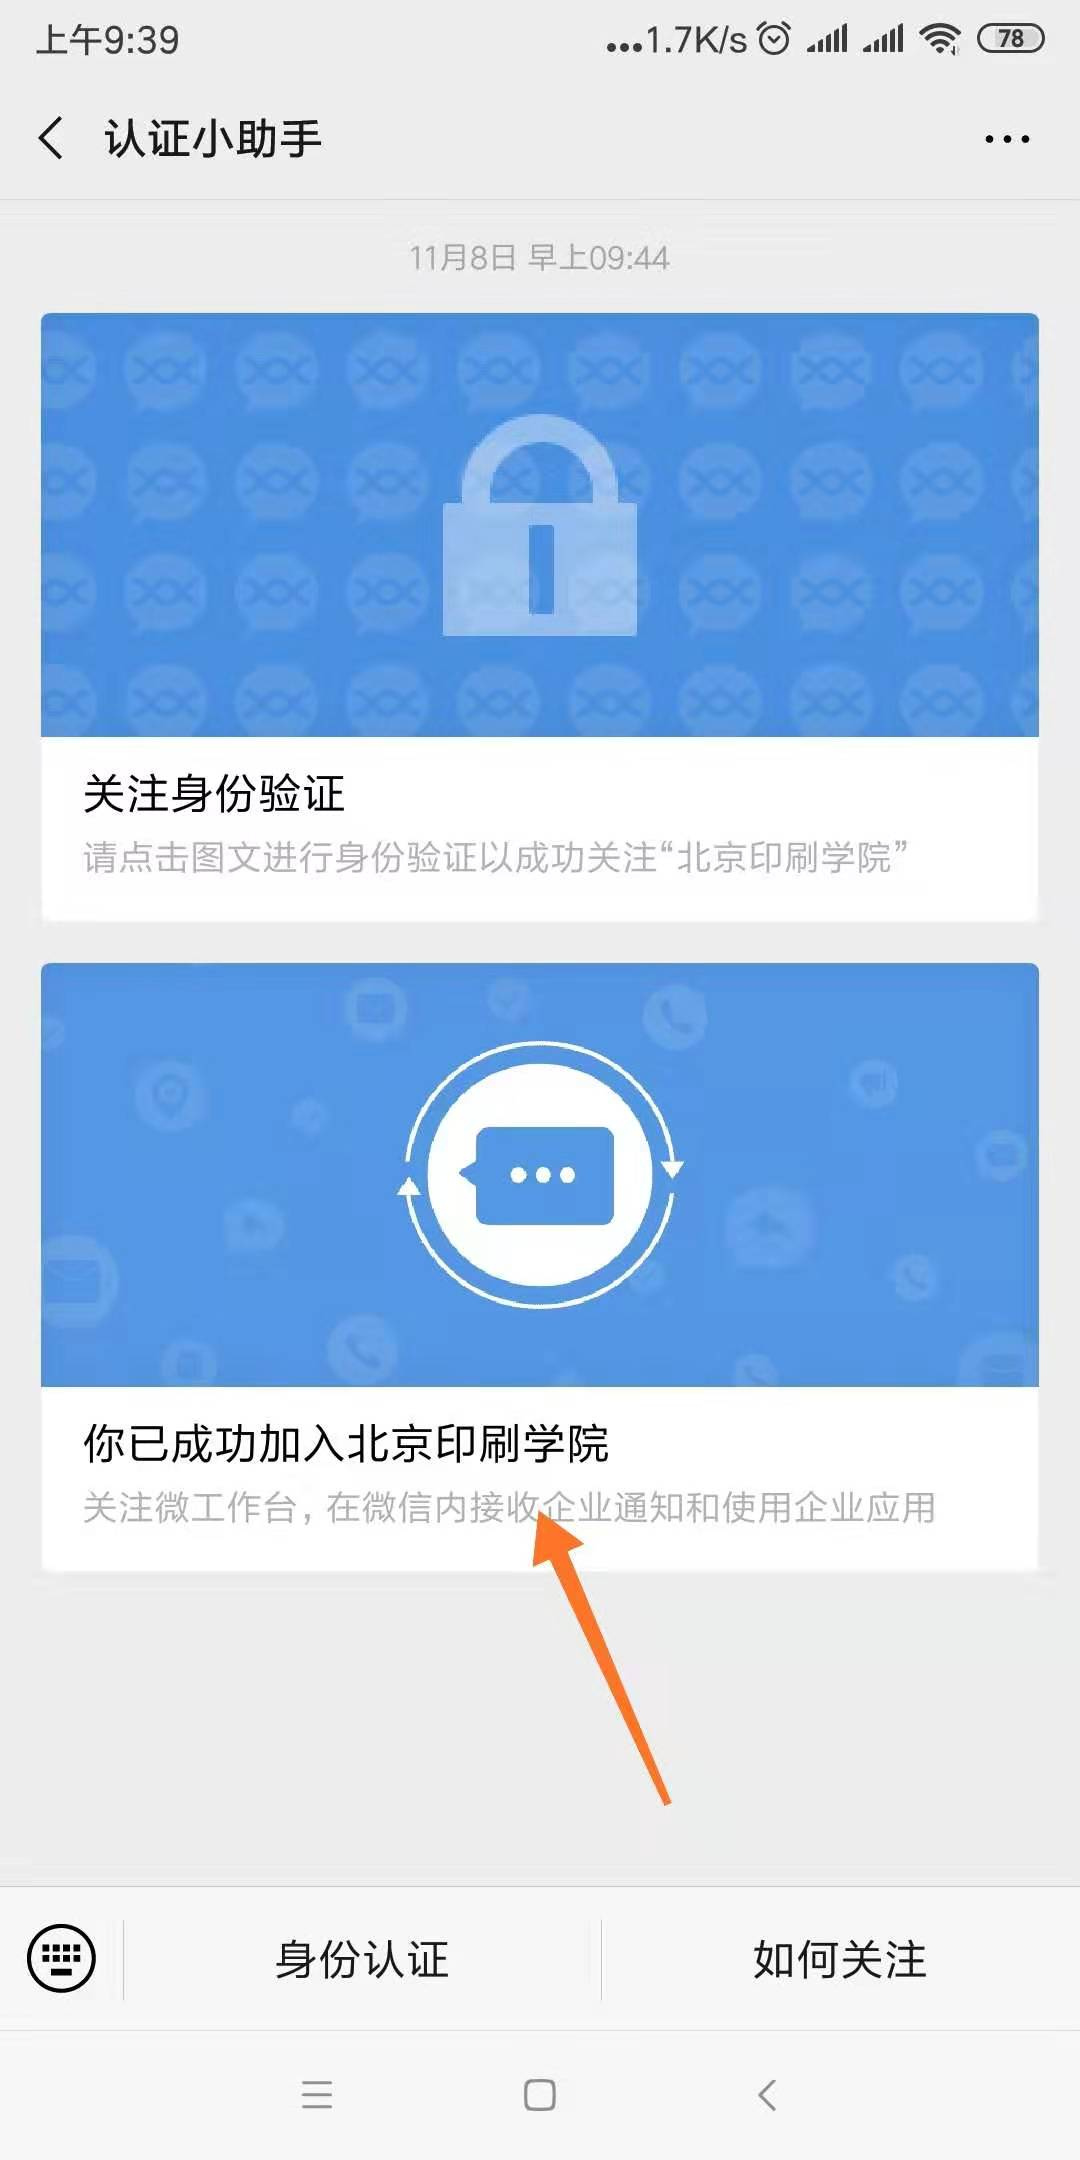 上午9:39
...1.7K/s
78
认证小助手
11月8日 早上09:44
关注身份验证
请点击图文进行身份验证以成功关注“北京印刷学院”
你已成功加入北京印刷学院
关注微工作台，在微信内接收企业通知和使用企业应用
身份认证
如何关注